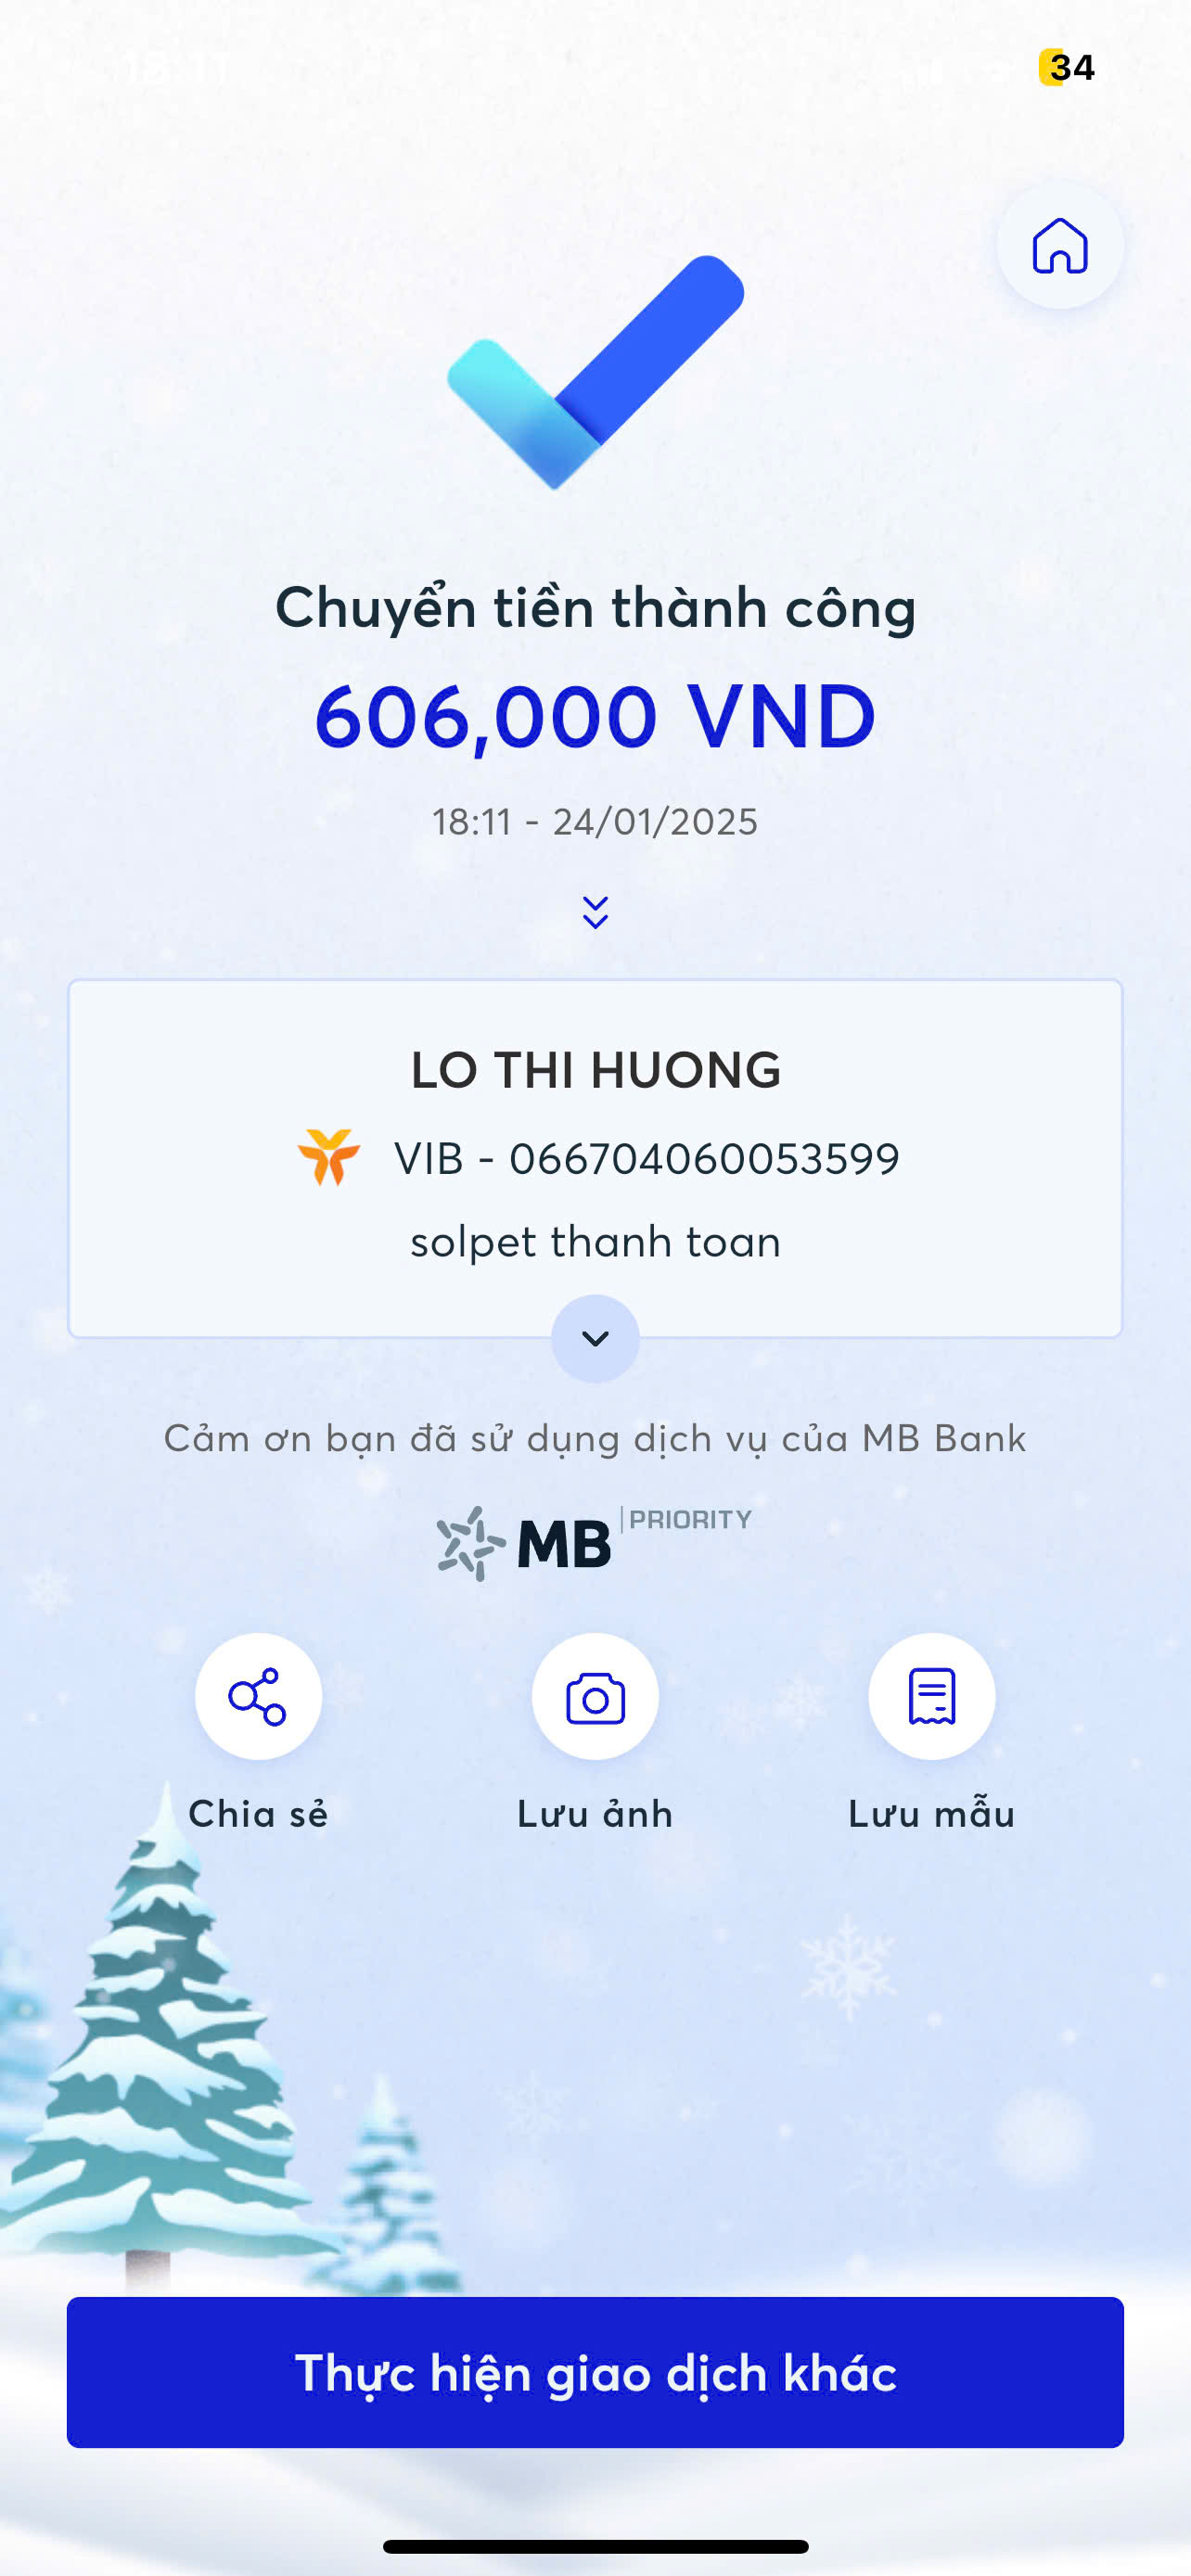 34
Chuyển tiền thành công
606,000 VND
18:11 - 24/01/2025
LO THI HUONG
VIB - 066704060053599
solpet thanh toan
Cảm ơn bạn đã sử dụng dịch vụ của MB Bank
MB PRIORITY
Chia sẻ
Lưu ảnh
Lưu mẫu
Thực hiện giao dịch khác